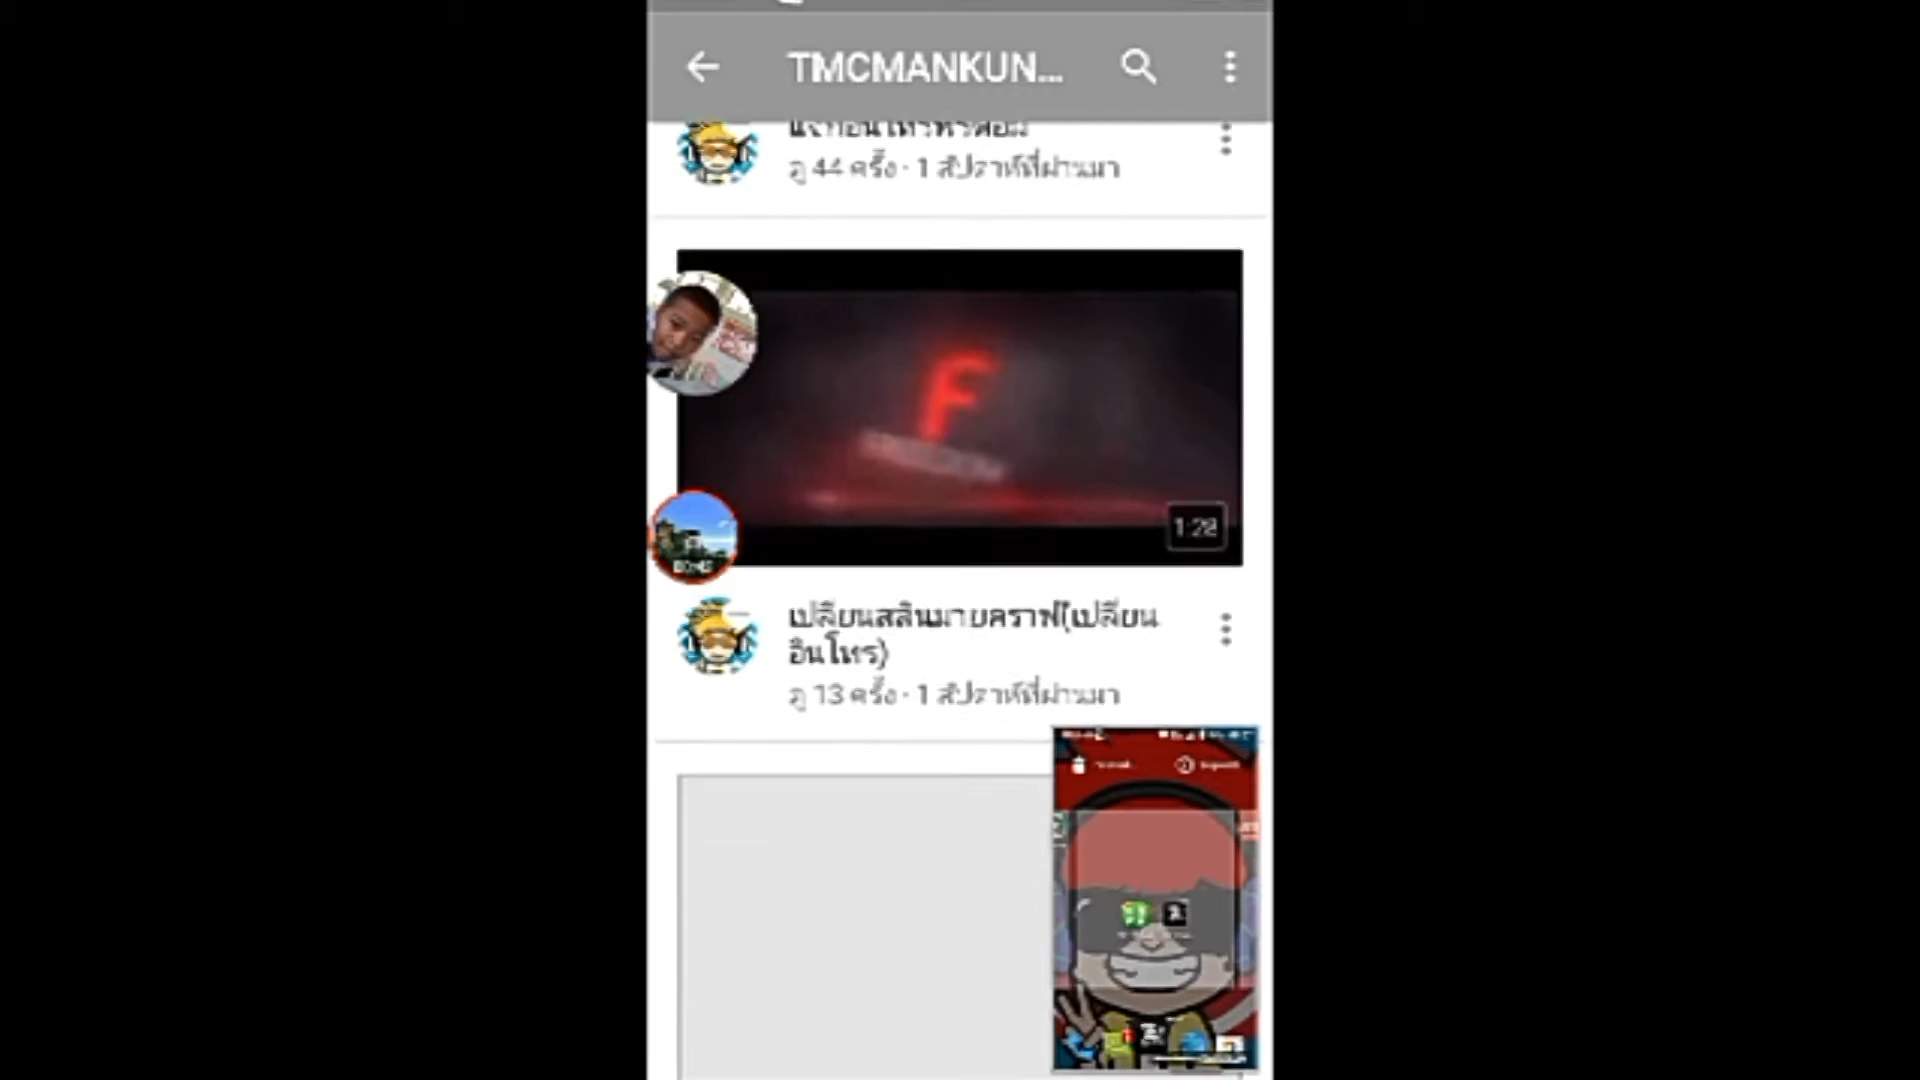 TMCMANKUN...
ดู 44 ครั้ง · 1 สัปดาห์ที่ผ่านมา
F
FREEDOM
1:28
เปลี่ยนสลินมายคราฟ(เปลี่ยน
อินโทร)
ดู 13 ครั้ง · 1 สัปดาห์ที่ผ่านมา